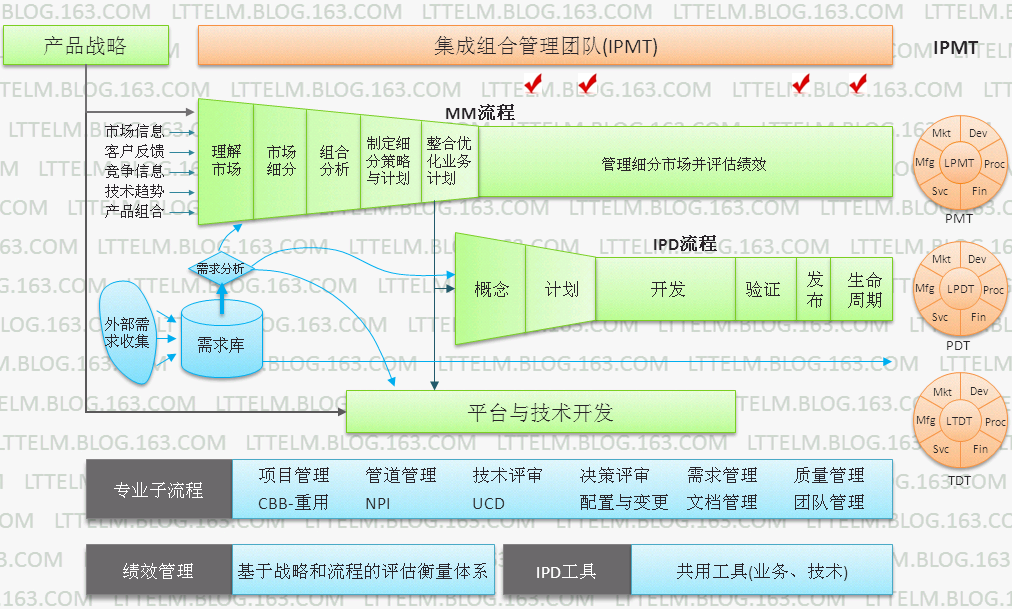 产品战略
集成组合管理团队(IPMT)
IPMT
MM流程
市场信息
客户反馈
竞争信息
技术趋势
产品组合
理解
市场
市场
细分
组合
分析
制定细
分策略
与计划
整合优
化业务
计划
管理细分市场并评估绩效
Mkt
Dev
Mfg
LPMT
Proc
Svc
Fin
PMT
IPD流程
需求分析
概念
计划
开发
验证
发
布
生命
周期
外部需
求收集
需求库
Mkt
Dev
Mfg
LPDT
Proc
Svc
Fin
PDT
平台与技术开发
Mkt
Dev
Mfg
LTDT
Proc
Svc
Fin
TDT
专业子流程
项目管理 管道管理 技术评审 决策评审 需求管理 质量管理
CBB-重用 NPI UCD 配置与变更 文档管理 团队管理
绩效管理
基于战略和流程的评估衡量体系
IPD工具
共用工具(业务、技术)
LTTELM.BLOG.163.COM